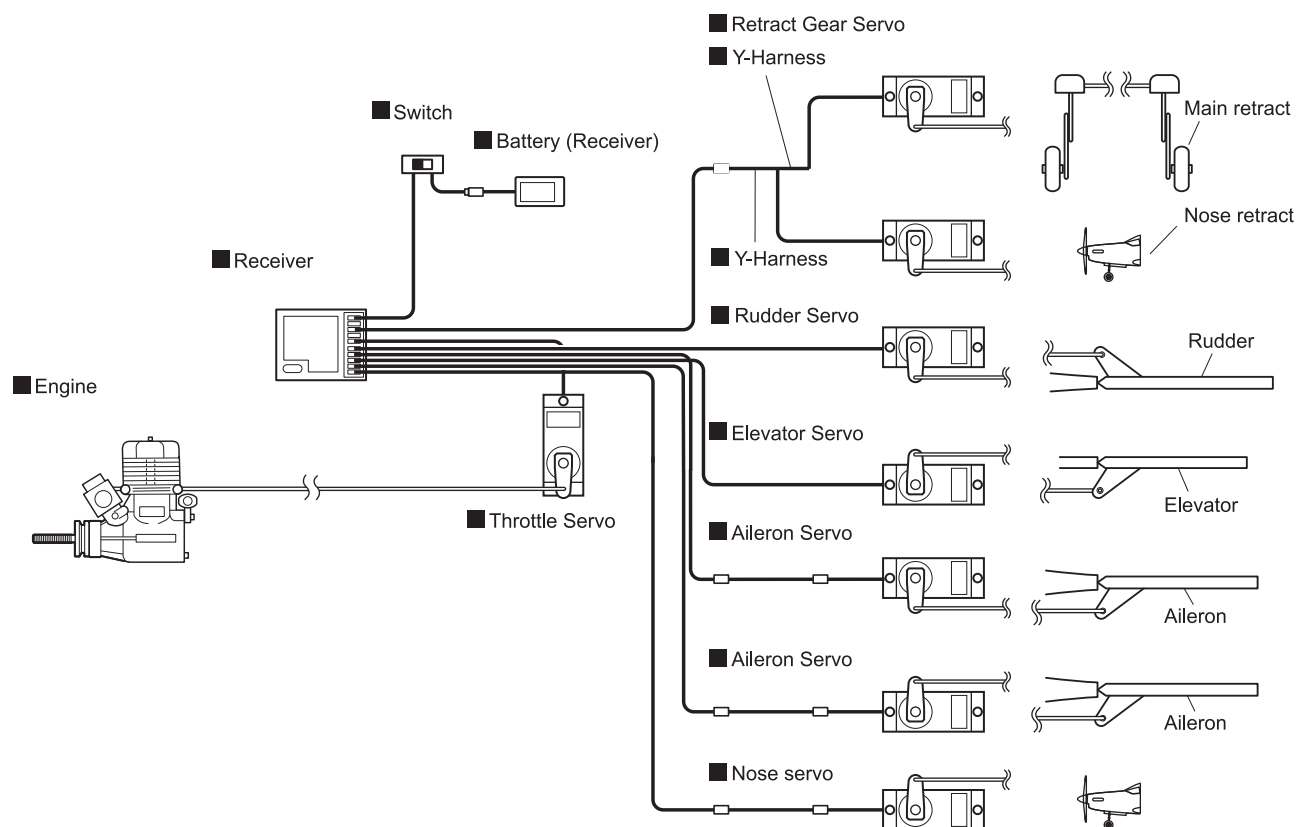 ■ Retract Gear Servo
■ Y-Harness
■ Switch
Main retract
■ Battery (Receiver)
Nose retract
■ Receiver
■ Y-Harness
■ Rudder Servo
Rudder
■ Engine
■ Elevator Servo
Elevator
■ Throttle Servo
■ Aileron Servo
Aileron
■ Aileron Servo
Aileron
■ Nose servo